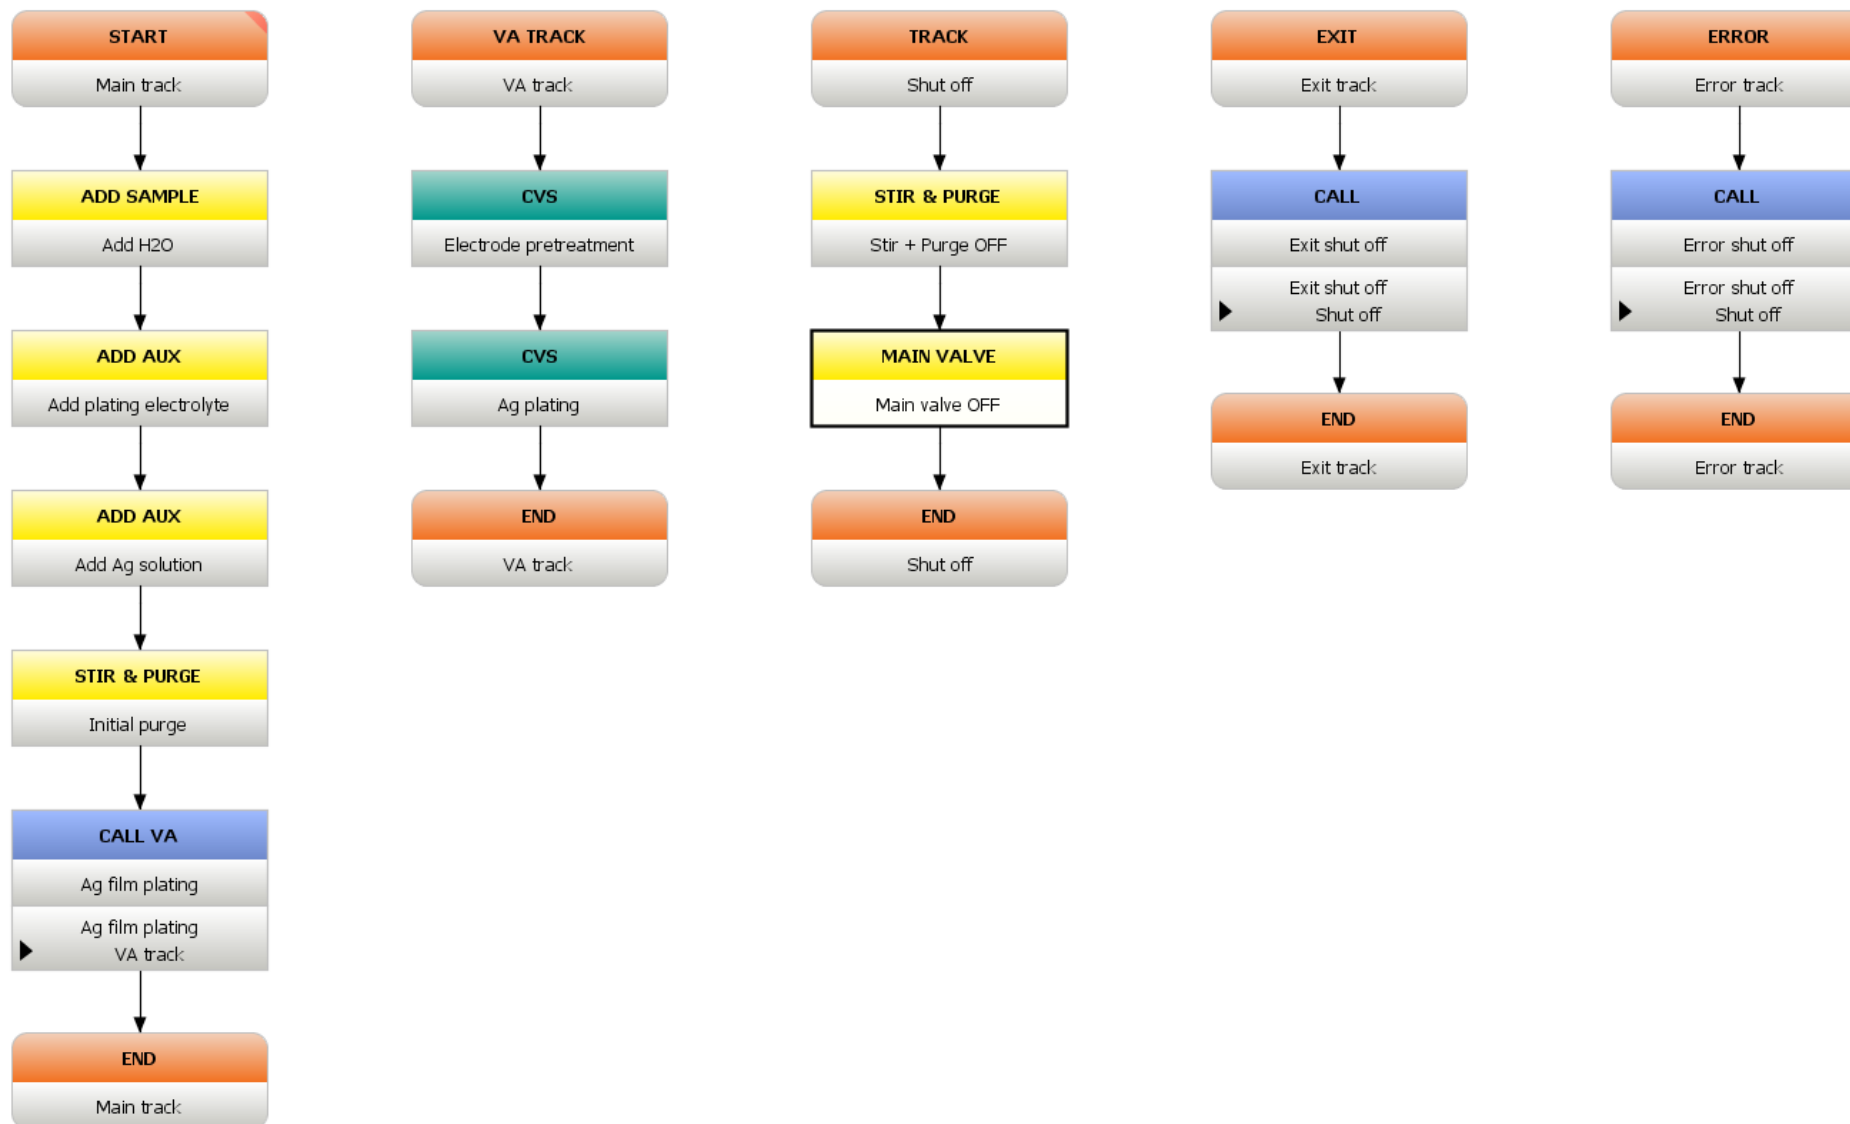 START
Main track
ADD SAMPLE
Add H2O
ADD AUX
Add plating electrolyte
ADD AUX
Add Ag solution
STIR & PURGE
Initial purge
CALL VA
Ag film plating
Ag film plating
VA track
END
Main track
VA TRACK
VA track
CVS
Electrode pretreatment
CVS
Ag plating
END
VA track
TRACK
Shut off
STIR & PURGE
Stir + Purge OFF
MAIN VALVE
Main valve OFF
END
Shut off
EXIT
Exit track
CALL
Exit shut off
Exit shut off
Shut off
END
Exit track
ERROR
Error track
CALL
Error shut off
Error shut off
Shut off
END
Error track